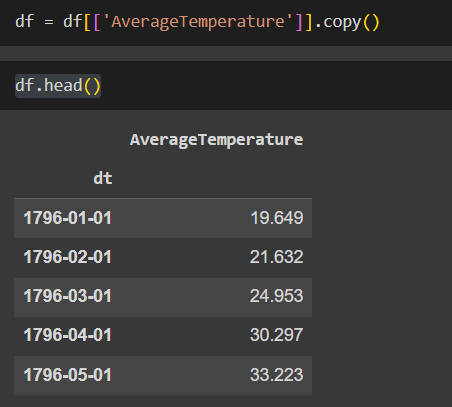 df = df[['AverageTemperature']].copy()
df.head()
AverageTemperature
dt
1796-01-01 19.649
1796-02-01 21.632
1796-03-01 24.953
1796-04-01 30.297
1796-05-01 33.223